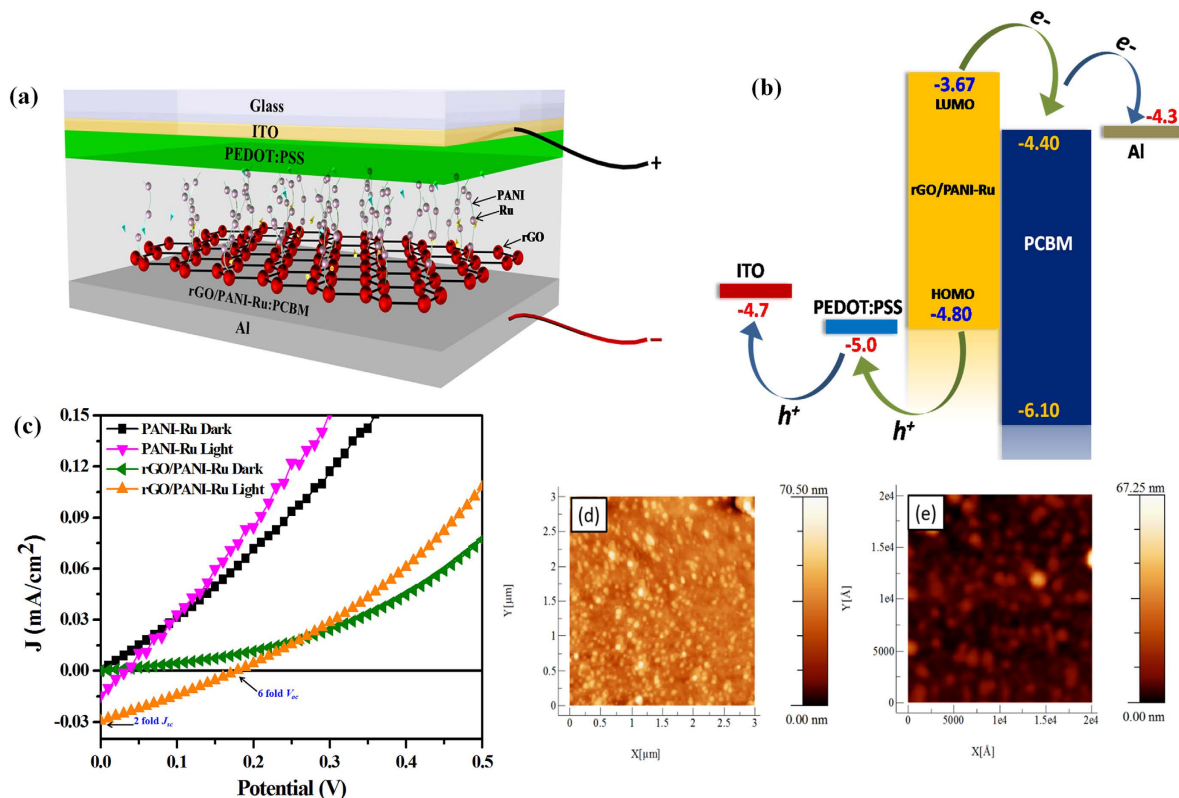 (a)
Glass
ITO
PEDOT:PSS
+
PANI
Ru
rGO
rGO/PANI-Ru:PCBM
Al
−
(b)
e-
e-
-3.67
LUMO
-4.3
Al
-4.40
rGO/PANI-Ru
PCBM
ITO
-4.7
PEDOT:PSS
-5.0
HOMO
-4.80
h+
h+
-6.10
(c)
PANI-Ru Dark
PANI-Ru Light
rGO/PANI-Ru Dark
rGO/PANI-Ru Light
0.15
0.12
0.09
0.06
0.03
0.00
-0.03
J (mA/cm2)
6 fold Voc
2 fold Jsc
0.0 0.1 0.2 0.3 0.4 0.5
Potential (V)
(d)
3
2.5
2
1.5
1
0.5
0
Y[µm]
0 0.5 1 1.5 2 2.5 3
X[µm]
70.50 nm
0.00 nm
(e)
2e4
1.5e4
1e4
5000
0
Y[Å]
0 5000 1e4 1.5e4 2e4
X[Å]
67.25 nm
0.00 nm